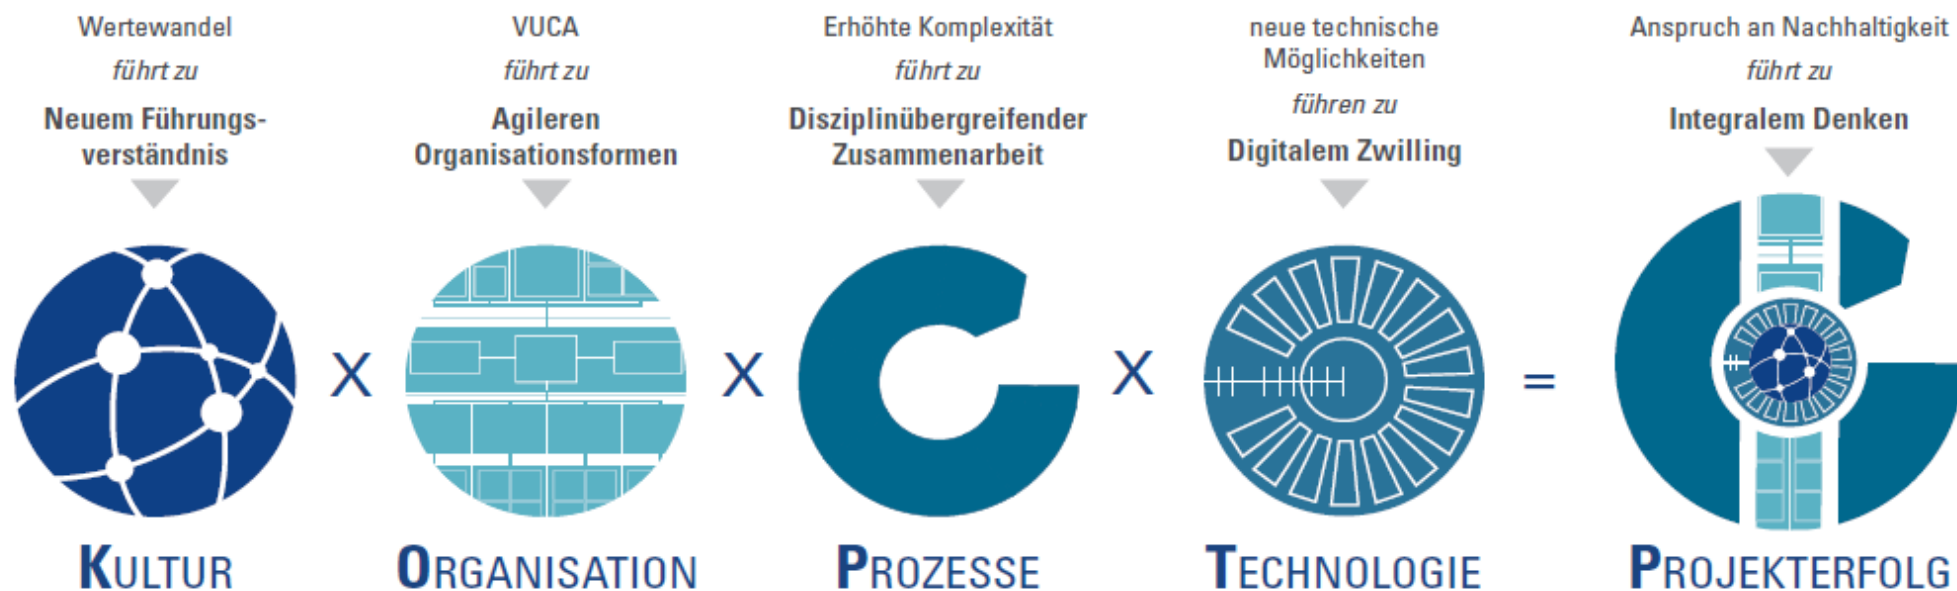 Wertewandel
führt zu
Neuem Führungs-
verständnis
VUCA
führt zu
Agileren
Organisationsformen
Erhöhte Komplexität
führt zu
Disziplinübergreifender
Zusammenarbeit
neue technische
Möglichkeiten
führen zu
Digitalem Zwilling
Anspruch an Nachhaltigkeit
führt zu
Integralem Denken
X
X
X
=
KULTUR
ORGANISATION
PROZESSE
TECHNOLOGIE
PROJEKTERFOLG